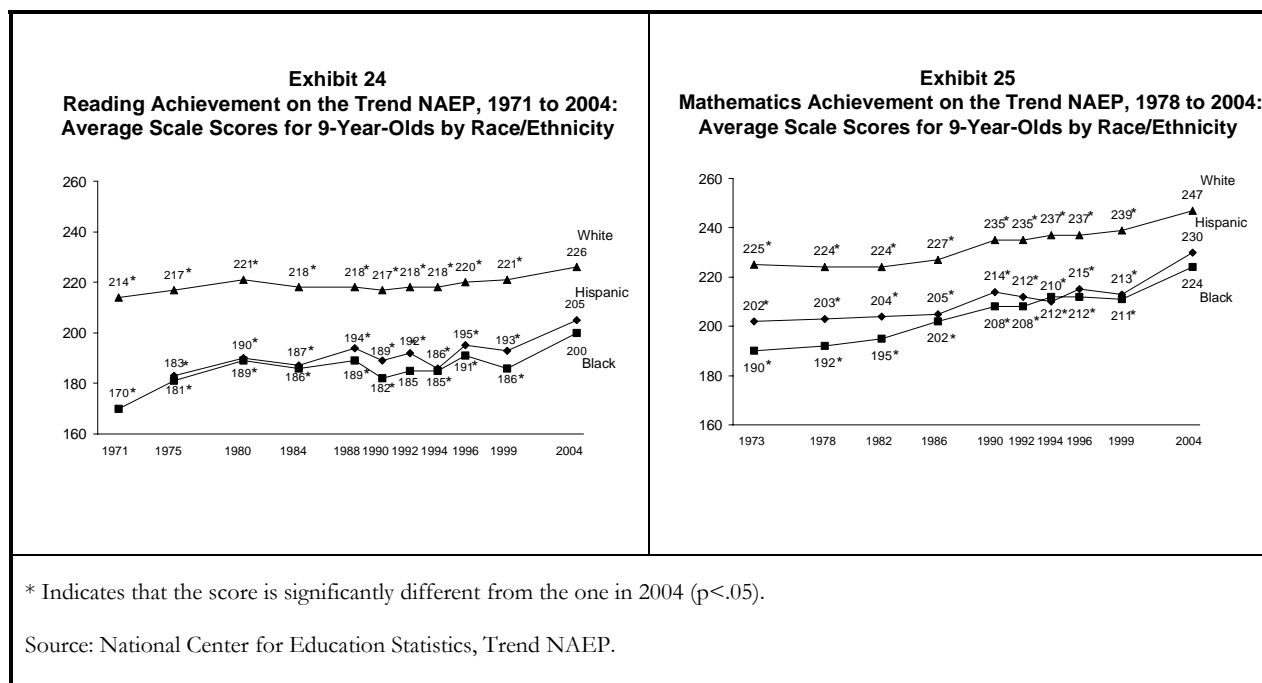 Exhibit 24
Reading Achievement on the Trend NAEP, 1971 to 2004:
Average Scale Scores for 9-Year-Olds by Race/Ethnicity
260
240
220
200
180
160
214* 217* 221* 218* 218* 217* 218* 218* 220* 221* 226
White
183* 190* 187* 194* 189* 192* 186* 195* 193* 205
Hispanic
170* 181* 189* 186* 189* 182* 185 185* 191* 186* 200
Black
1971 1975 1980 1984 1988 1990 1992 1994 1996 1999 2004
Exhibit 25
Mathematics Achievement on the Trend NAEP, 1978 to 2004:
Average Scale Scores for 9-Year-Olds by Race/Ethnicity
260
240
220
200
180
160
225* 224* 224* 227* 235* 235* 237* 237* 239* 247
White
202* 203* 204* 205* 214* 212* 210* 215* 213* 230
Hispanic
190* 192* 195* 202* 208* 208* 212* 212* 211* 224
Black
1973 1978 1982 1986 1990 1992 1994 1996 1999 2004
* Indicates that the score is significantly different from the one in 2004 (p<.05).
Source: National Center for Education Statistics, Trend NAEP.